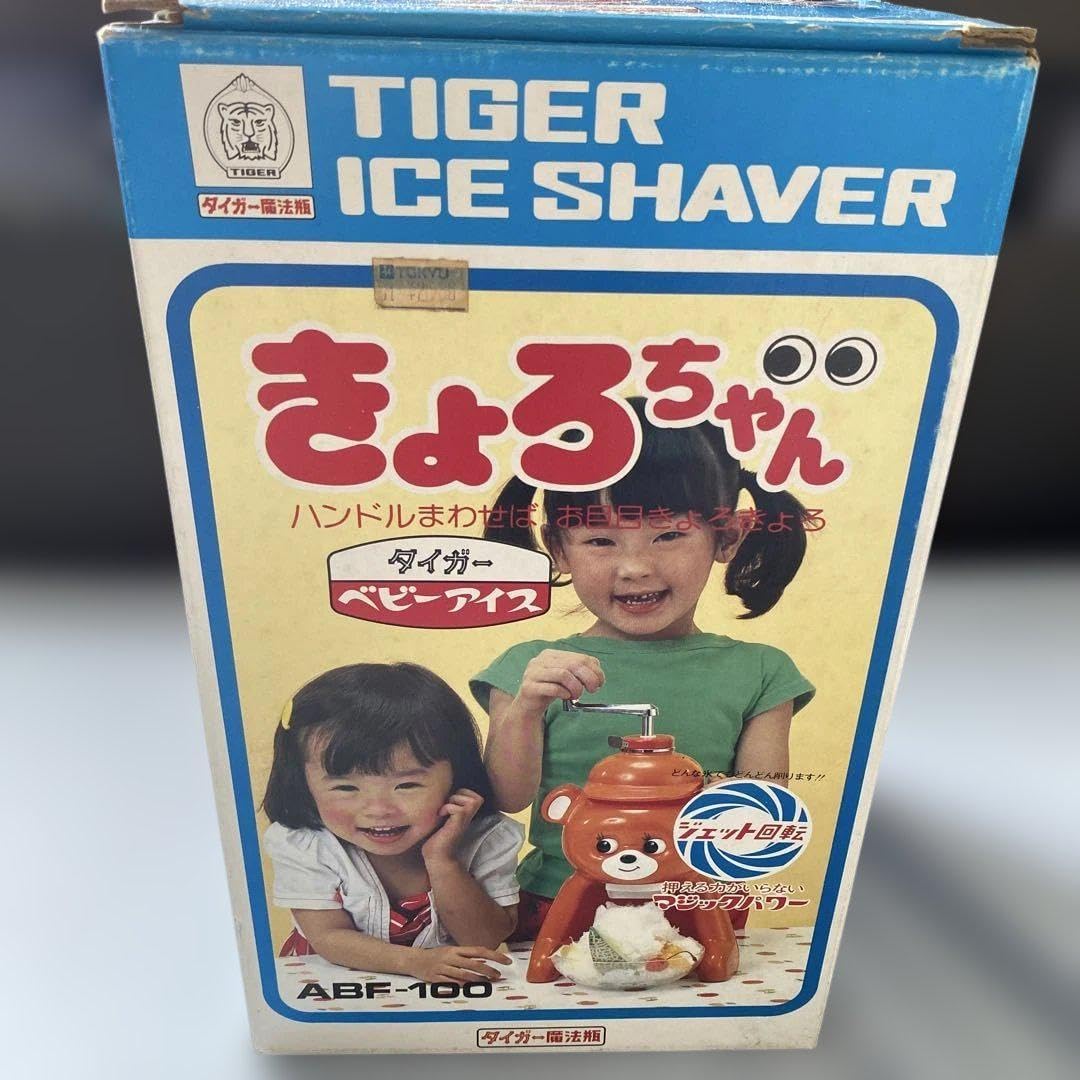 TIGER
タイガー魔法瓶
TIGER
ICE SHAVER
TOKYU
きょろちゃん
ハンドルまわせば お目目きょろきょろ
タイガー
ベビーアイス
どんな氷でもどんどん削ります!!
ジェット回転
押える力がいらない
マジックパワー
ABF-100
タイガー魔法瓶